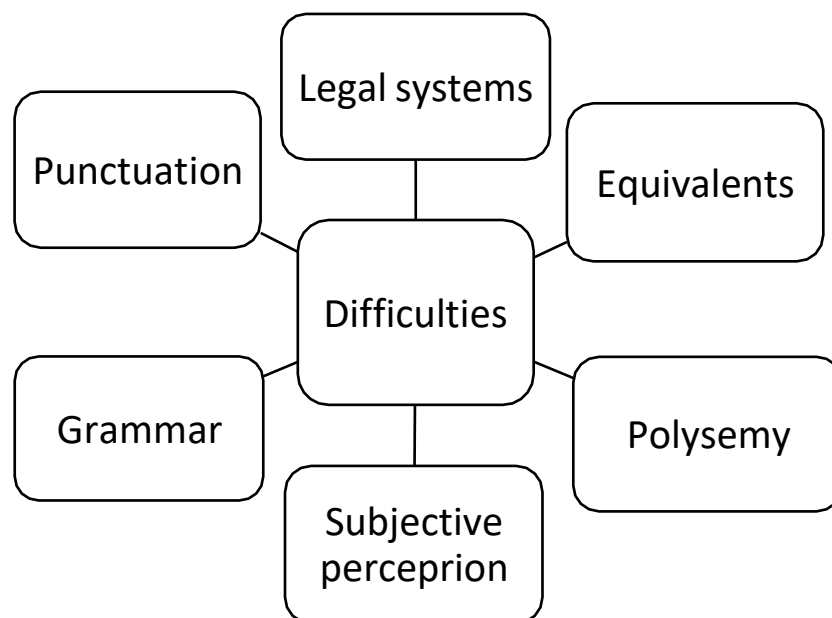 Legal systems
Punctuation
Equivalents
Difficulties
Grammar
Polysemy
Subjective
perceprion